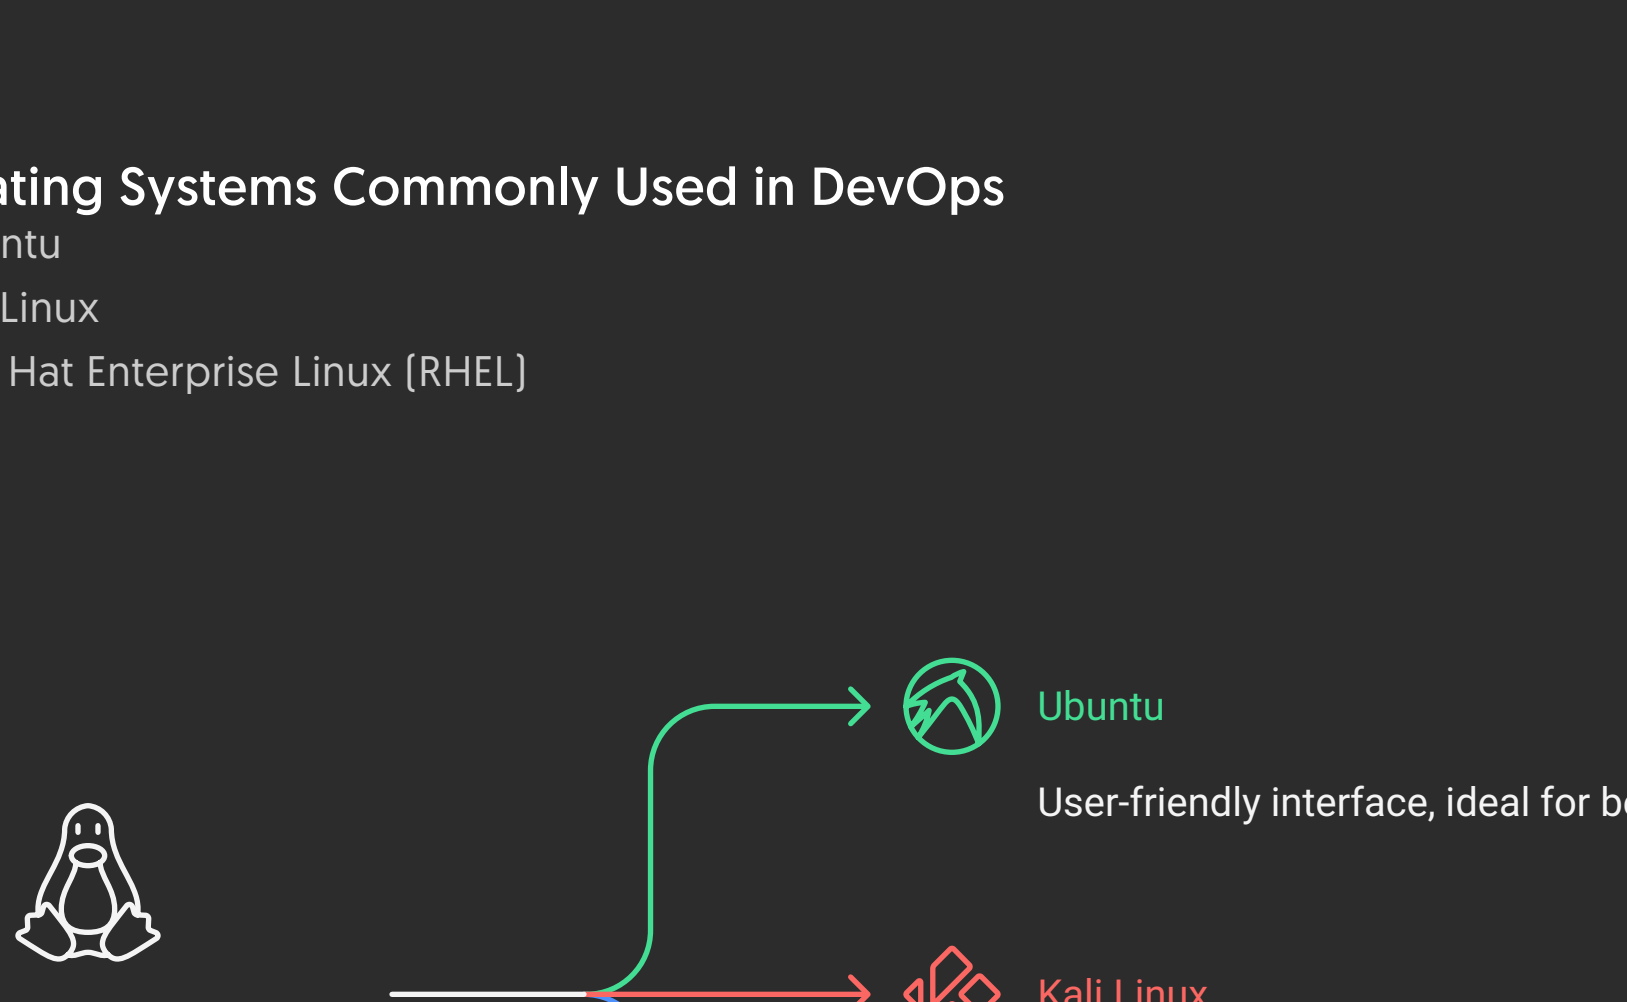 ating Systems Commonly Used in DevOps
ntu
Linux
Hat Enterprise Linux (RHEL)
Ubuntu
User-friendly interface, ideal for be
Kali Linux